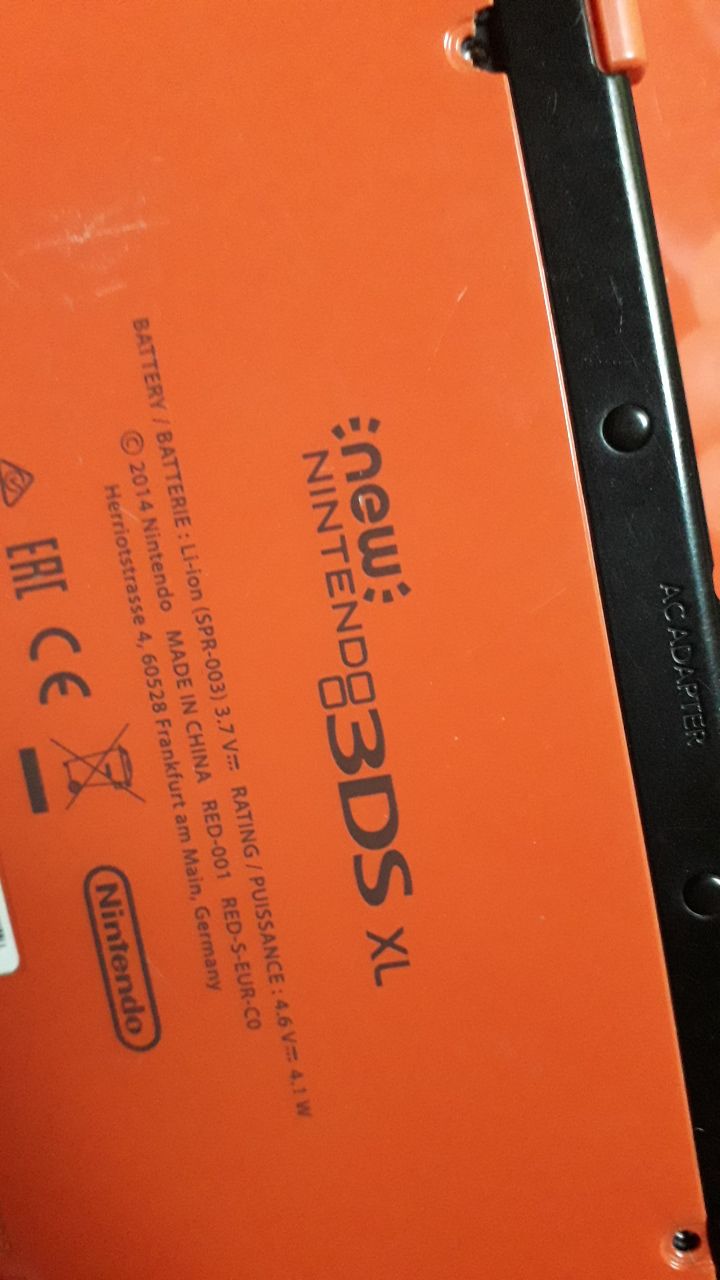 new
NINTENDO 3DS XL
BATTERY / BATTERIE : Li-ion (SPR-003) 3.7 V⎓ RATING / PUISSANCE : 4.6 V⎓ 4.1 W
© 2014 Nintendo MADE IN CHINA RED-001 RED-S-EUR-C0
Herriotstrasse 4, 60528 Frankfurt am Main, Germany
EAC CE
Nintendo
AC ADAPTER